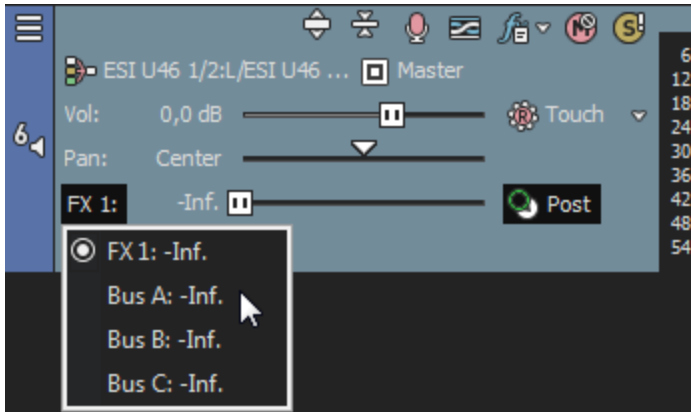 ESI U46 1/2:L/ESI U46 ... Master
6
12
18
24
30
36
42
48
54
6
Vol: 0,0 dB R Touch
Pan: Center
FX 1: -Inf. Post
FX 1: -Inf.
Bus A: -Inf.
Bus B: -Inf.
Bus C: -Inf.